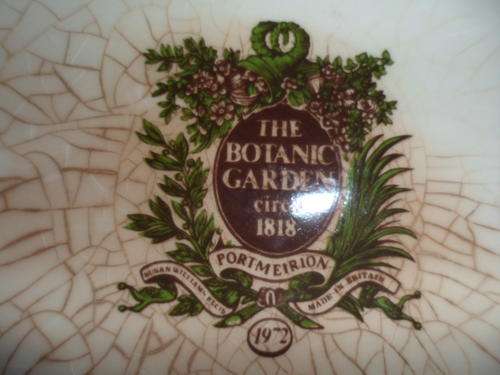 THE
BOTANIC
GARDEN
circa
1818
PORTMEIRION
SUSAN WILLIAMS-ELLIS
MADE IN BRITAIN
1972